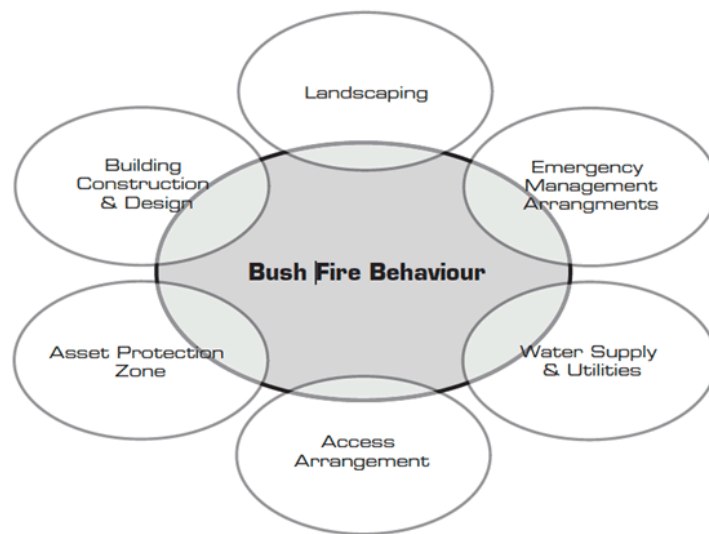 Landscaping
Building
Construction
& Design
Emergency
Management
Arrangments
Bush Fire Behaviour
Asset Protection
Zone
Water Supply
& Utilities
Access
Arrangement